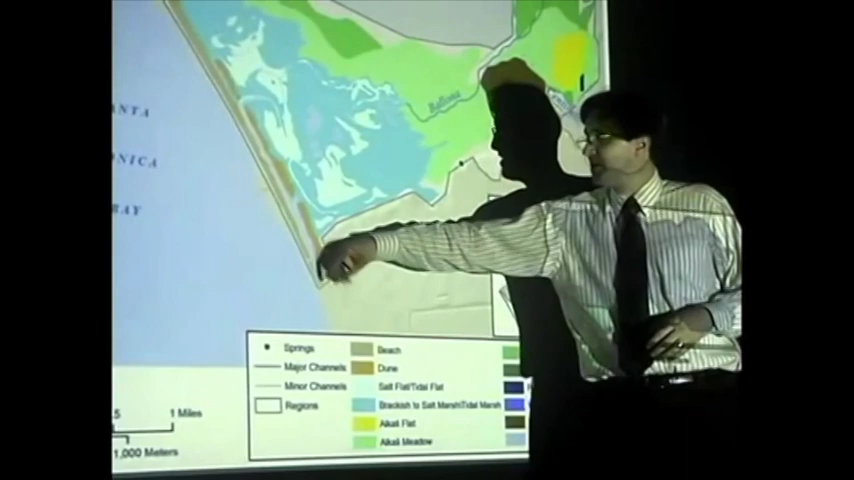 Ballona
ANTA
ONICA
BAY
Springs
Major Channels
Minor Channels
Regions
Beach
Dune
Salt Flat/Tidal Flat
Brackish to Salt Marsh/Tidal Marsh
Alkali Flat
Alkali Meadow
.5 1 Miles
1,000 Meters